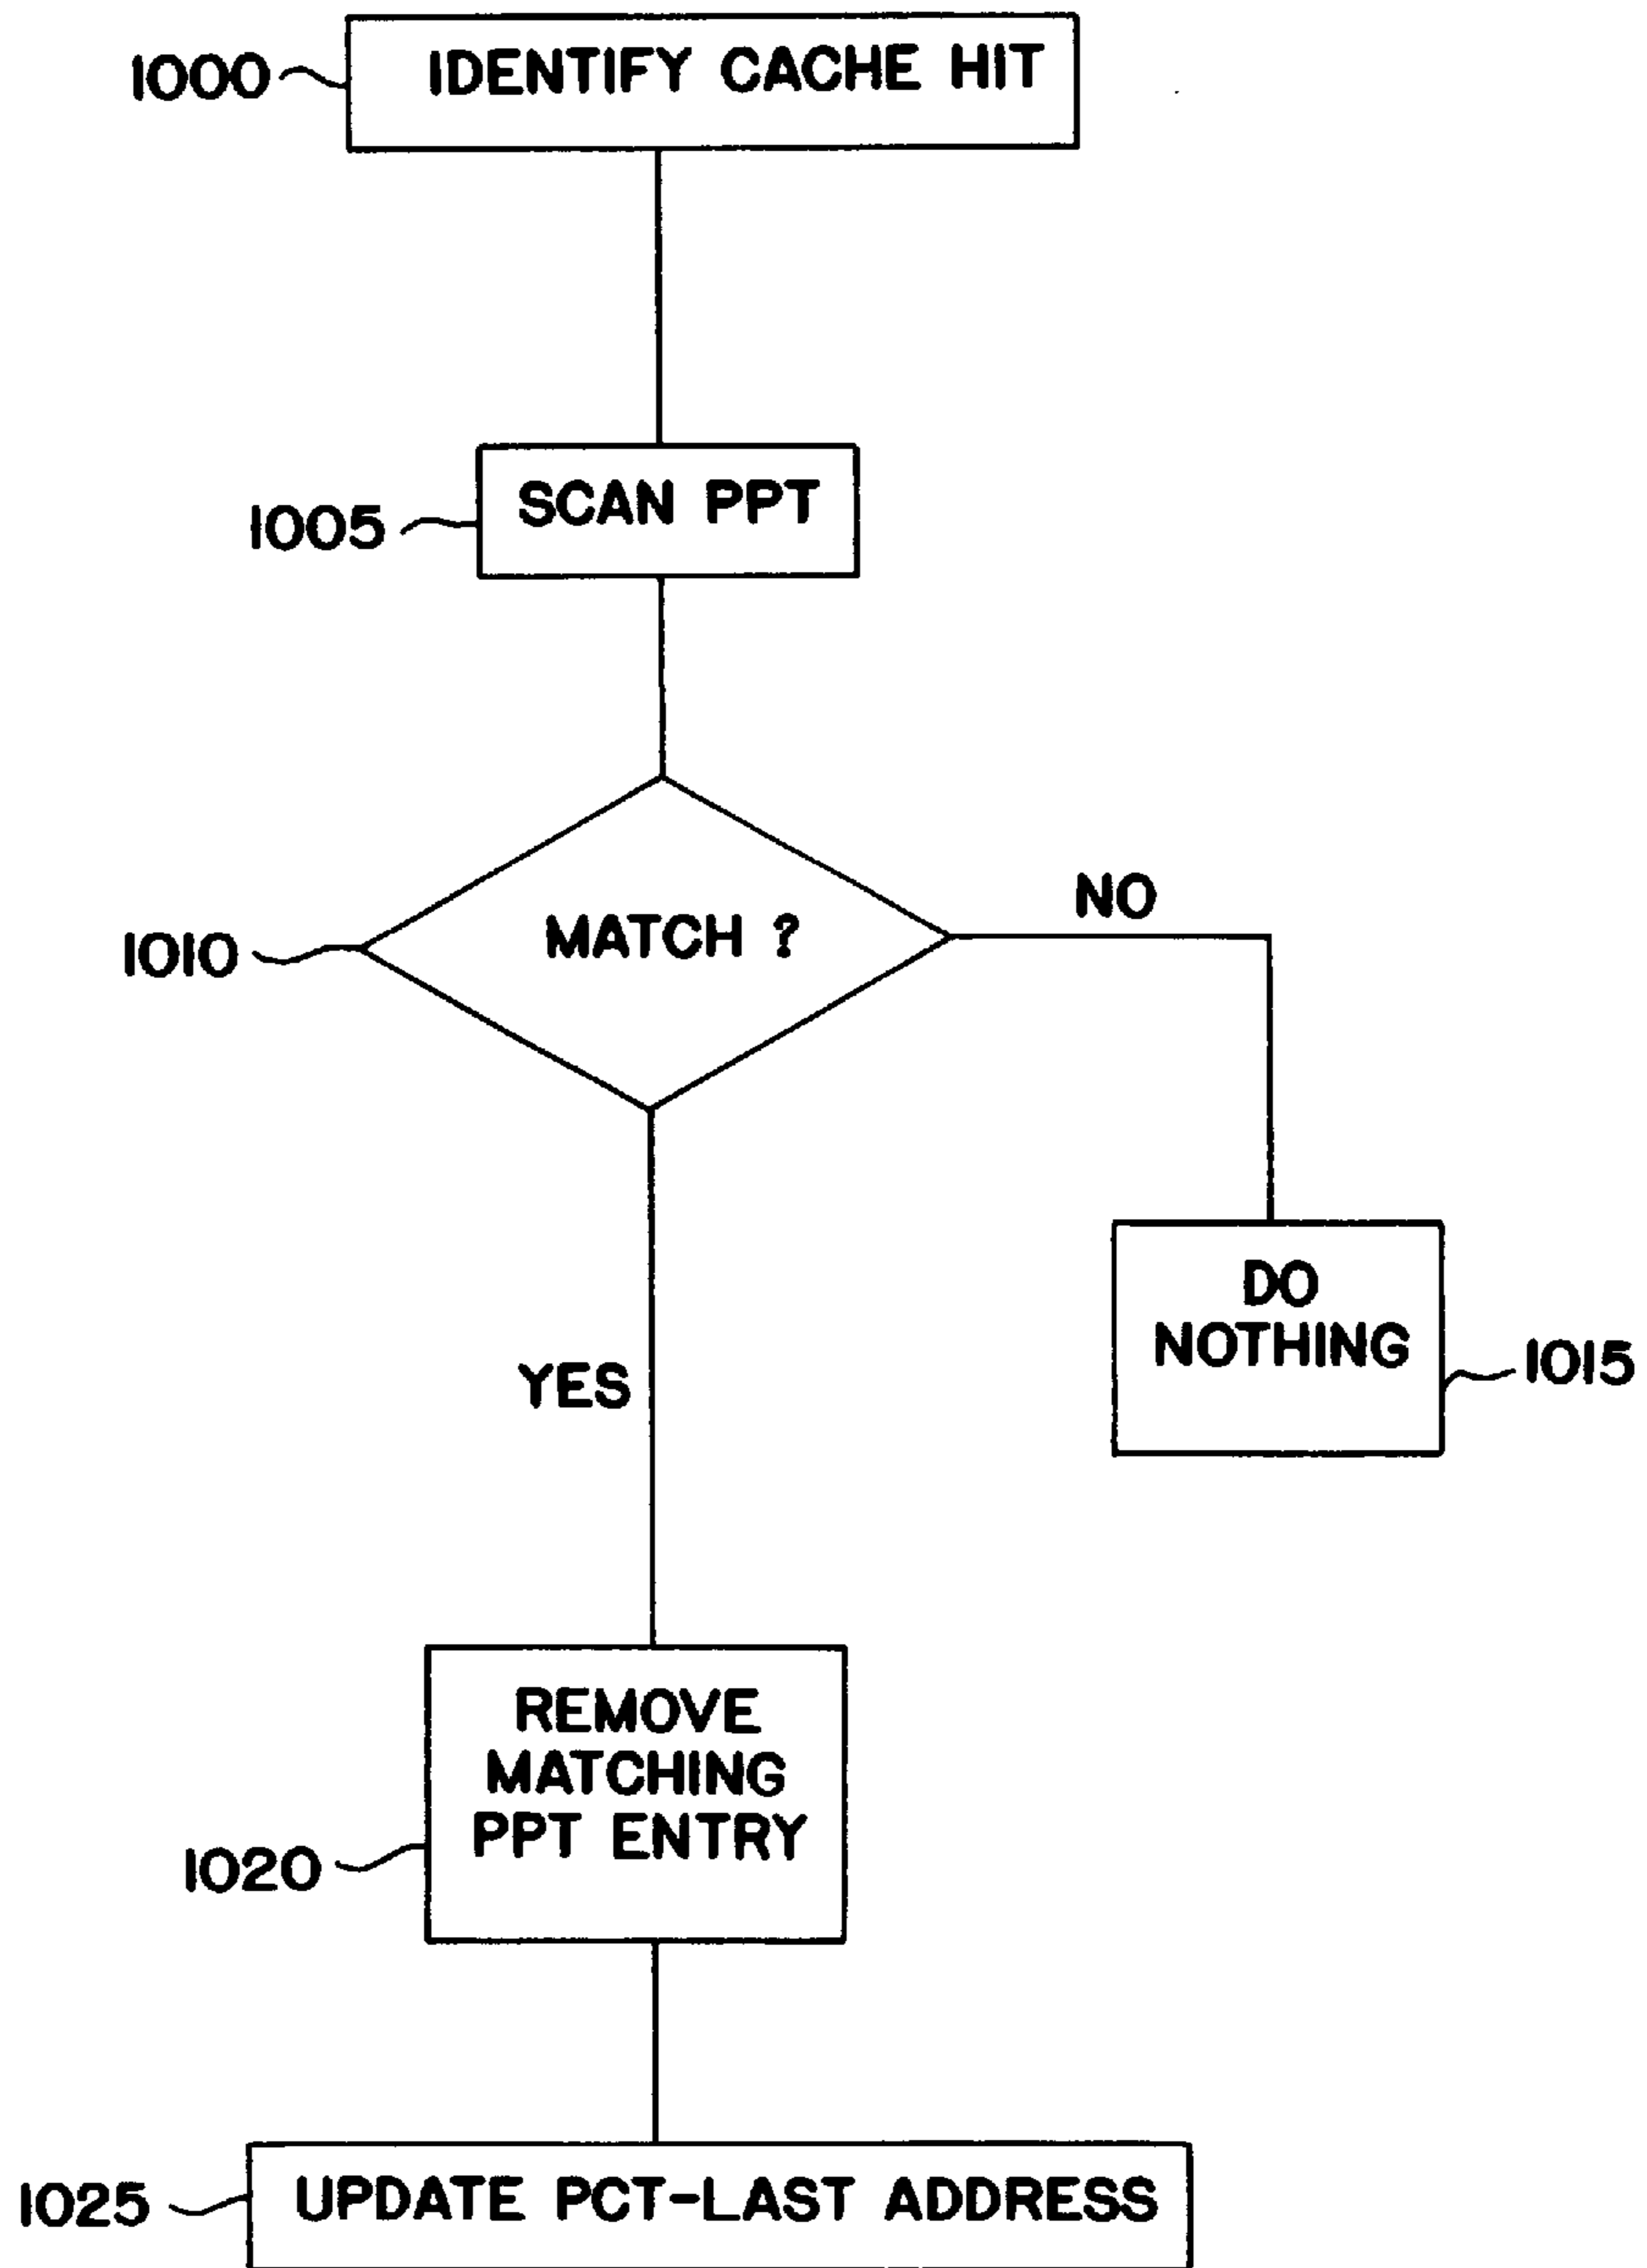 1000
IDENTIFY CACHE HIT
1005
SCAN PPT
1010
MATCH ?
NO
DO
NOTHING
1015
YES
REMOVE
MATCHING
PPT ENTRY
1020
1025
UPDATE PCT-LAST ADDRESS